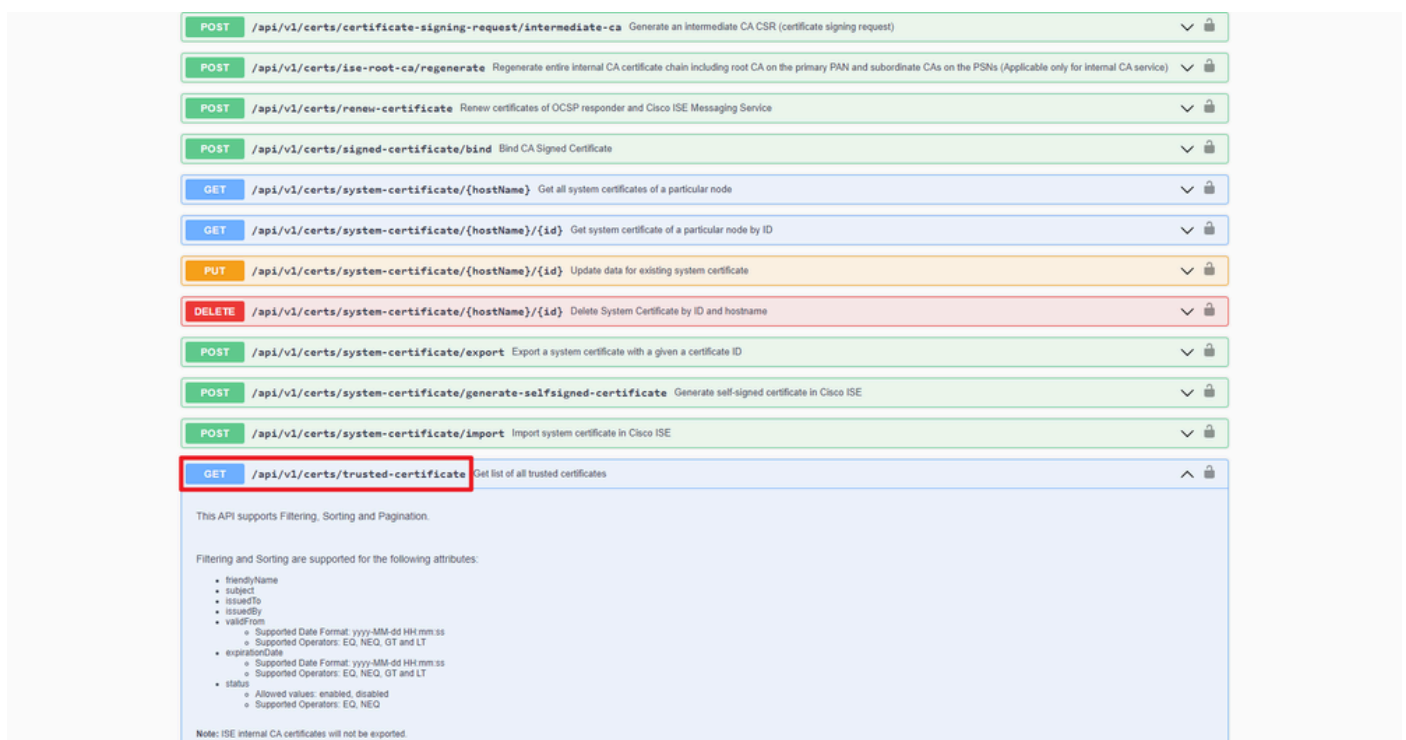 POST /api/v1/certs/certificate-signing-request/intermediate-ca Generate an intermediate CA CSR (certificate signing request)
POST /api/v1/certs/ise-root-ca/regenerate Regenerate entire internal CA certificate chain including root CA on the primary PAN and subordinate CAs on the PSNs (Applicable only for internal CA service)
POST /api/v1/certs/renew-certificate Renew certificates of OCSP responder and Cisco ISE Messaging Service
POST /api/v1/certs/signed-certificate/bind Bind CA Signed Certificate
GET /api/v1/certs/system-certificate/{hostName} Get all system certificates of a particular node
GET /api/v1/certs/system-certificate/{hostName}/{id} Get system certificate of a particular node by ID
PUT /api/v1/certs/system-certificate/{hostName}/{id} Update data for existing system certificate
DELETE /api/v1/certs/system-certificate/{hostName}/{id} Delete System Certificate by ID and hostname
POST /api/v1/certs/system-certificate/export Export a system certificate with a given a certificate ID
POST /api/v1/certs/system-certificate/generate-selfsigned-certificate Generate self-signed certificate in Cisco ISE
POST /api/v1/certs/system-certificate/import Import system certificate in Cisco ISE
GET /api/v1/certs/trusted-certificate Get list of all trusted certificates
This API supports Filtering, Sorting and Pagination.
Filtering and Sorting are supported for the following attributes:
friendlyName
subject
issuedTo
issuedBy
validFrom
Supported Date Format: yyyy-MM-dd HH:mm:ss
Supported Operators: EQ, NEQ, GT and LT
expirationDate
Supported Date Format: yyyy-MM-dd HH:mm:ss
Supported Operators: EQ, NEQ, GT and LT
status
Allowed values: enabled, disabled
Supported Operators: EQ, NEQ
Note: ISE internal CA certificates will not be exported.